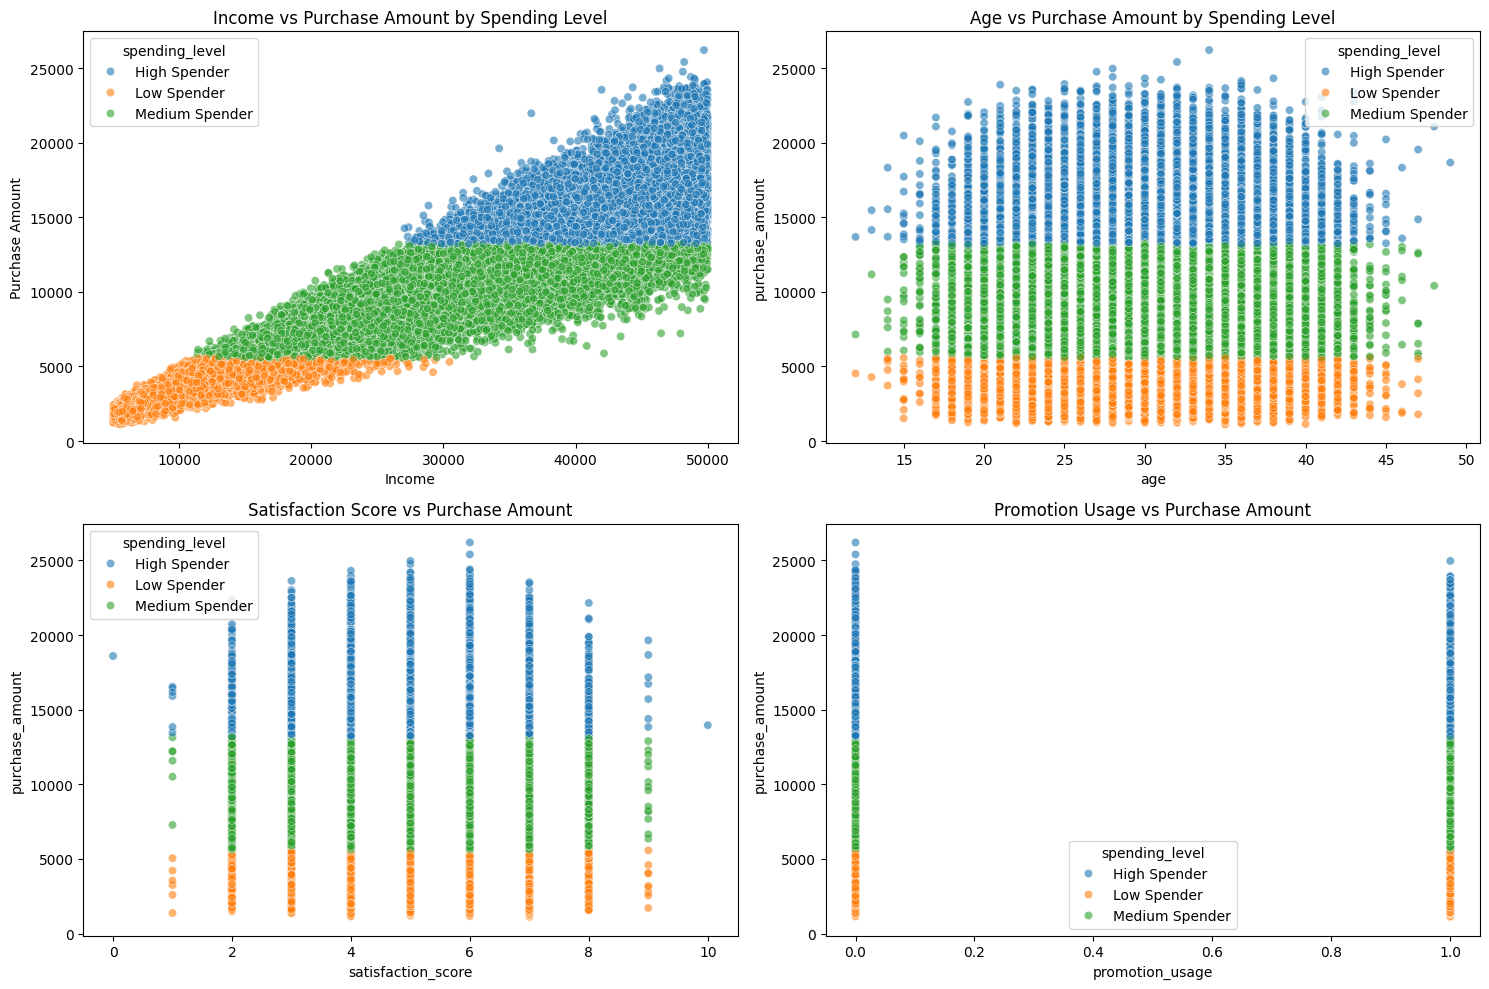 Income vs Purchase Amount by Spending Level
spending_level
High Spender
Low Spender
Medium Spender
25000
20000
15000
10000
5000
0
Purchase Amount
10000 20000 30000 40000 50000
Income
Age vs Purchase Amount by Spending Level
spending_level
High Spender
Low Spender
Medium Spender
25000
20000
15000
10000
5000
0
purchase_amount
15 20 25 30 35 40 45 50
age
Satisfaction Score vs Purchase Amount
spending_level
High Spender
Low Spender
Medium Spender
25000
20000
15000
10000
5000
0
purchase_amount
0 2 4 6 8 10
satisfaction_score
Promotion Usage vs Purchase Amount
25000
20000
15000
10000
5000
0
purchase_amount
spending_level
High Spender
Low Spender
Medium Spender
0.0 0.2 0.4 0.6 0.8 1.0
promotion_usage